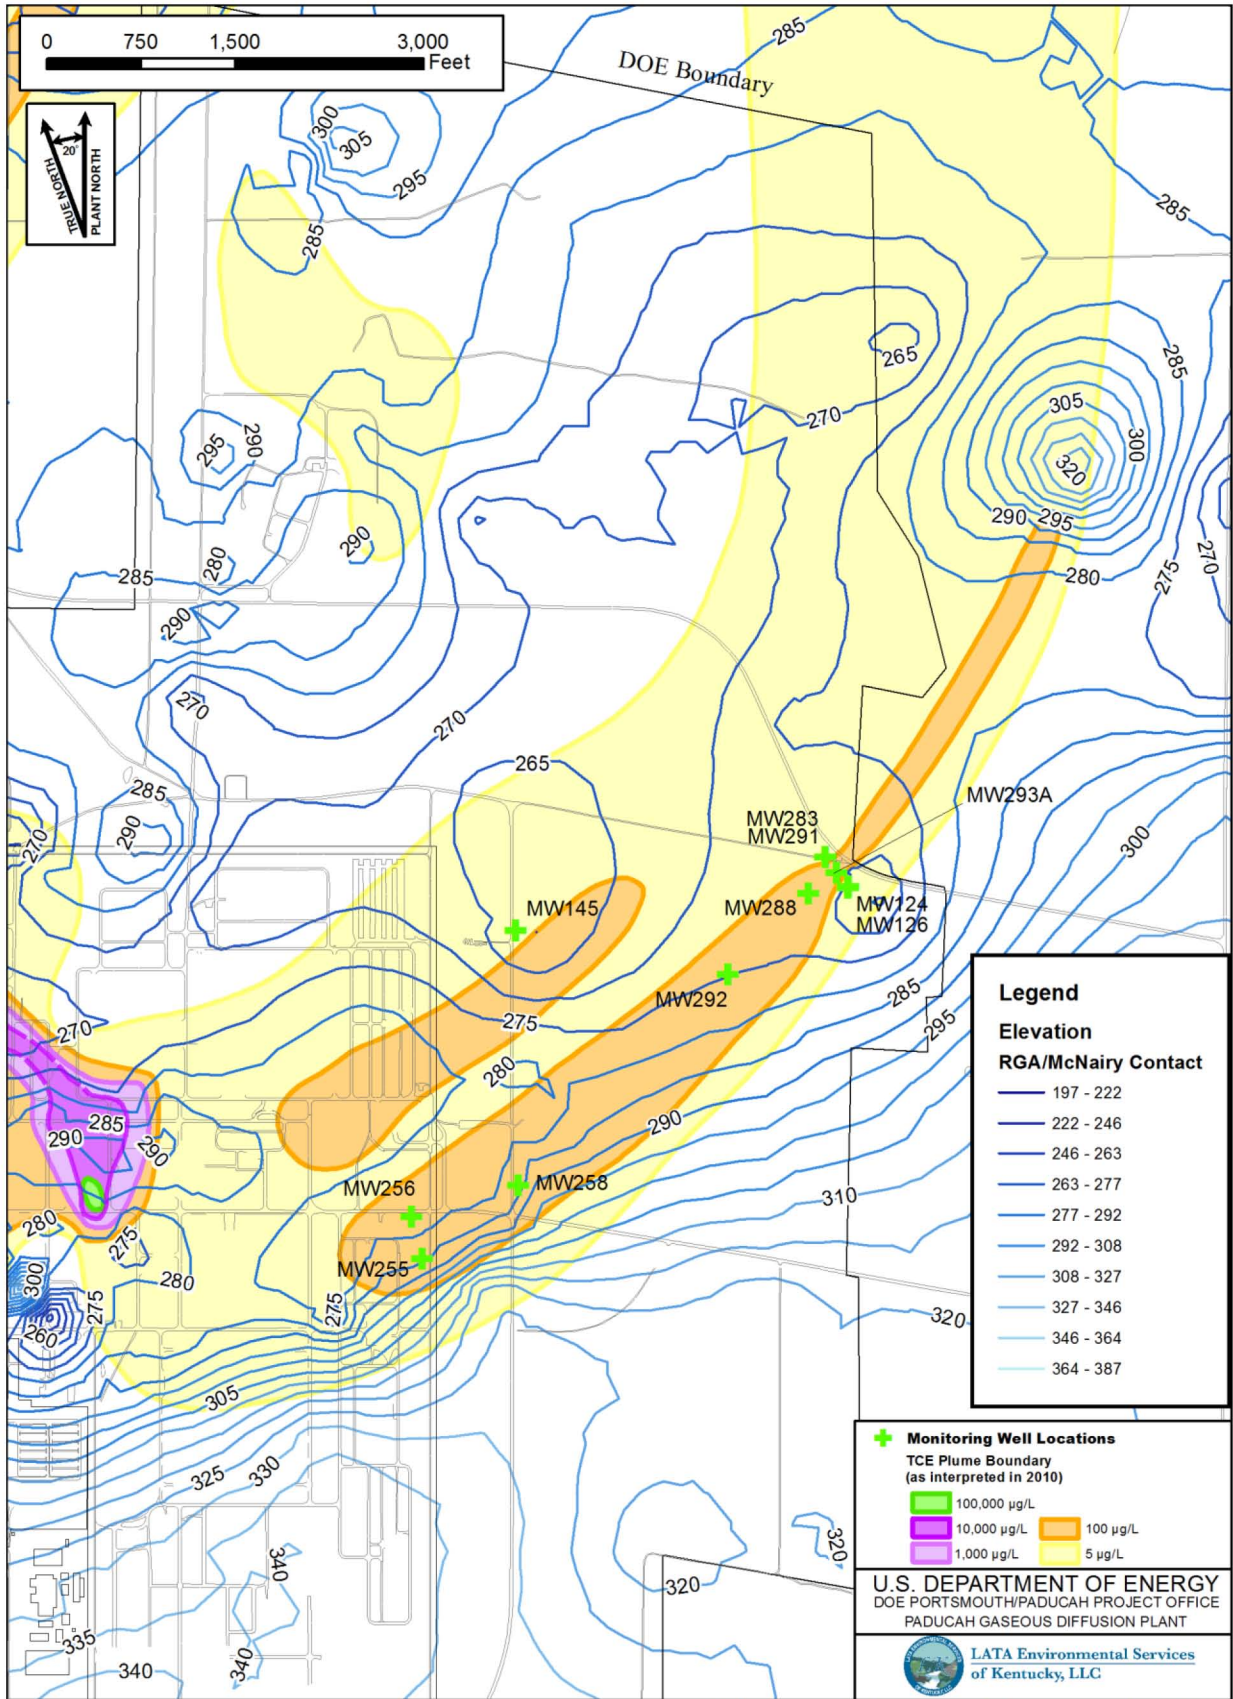 0 750 1,500 3,000
Feet
DOE Boundary
TRUE NORTH
20°
PLANT NORTH
285
300
305
295
285
285
265
285
270
305
300
320
290
295
280
275
270
295
290
290
280
285
290
270
270
265
285
290
270
MW293A
MW283
MW291
300
MW145
MW288
MW124
MW126
MW292
285
295
275
280
270
285
290
290
290
MW256
MW258
310
MW255
280
275
280
300
275
275
260
320
305
325
330
340
320
320
335
340
340
Legend
Elevation
RGA/McNairy Contact
197 - 222
222 - 246
246 - 263
263 - 277
277 - 292
292 - 308
308 - 327
327 - 346
346 - 364
364 - 387
Monitoring Well Locations
TCE Plume Boundary
(as interpreted in 2010)
100,000 µg/L
10,000 µg/L 100 µg/L
1,000 µg/L 5 µg/L
U.S. DEPARTMENT OF ENERGY
DOE PORTSMOUTH/PADUCAH PROJECT OFFICE
PADUCAH GASEOUS DIFFUSION PLANT
LATA Environmental Services
of Kentucky, LLC